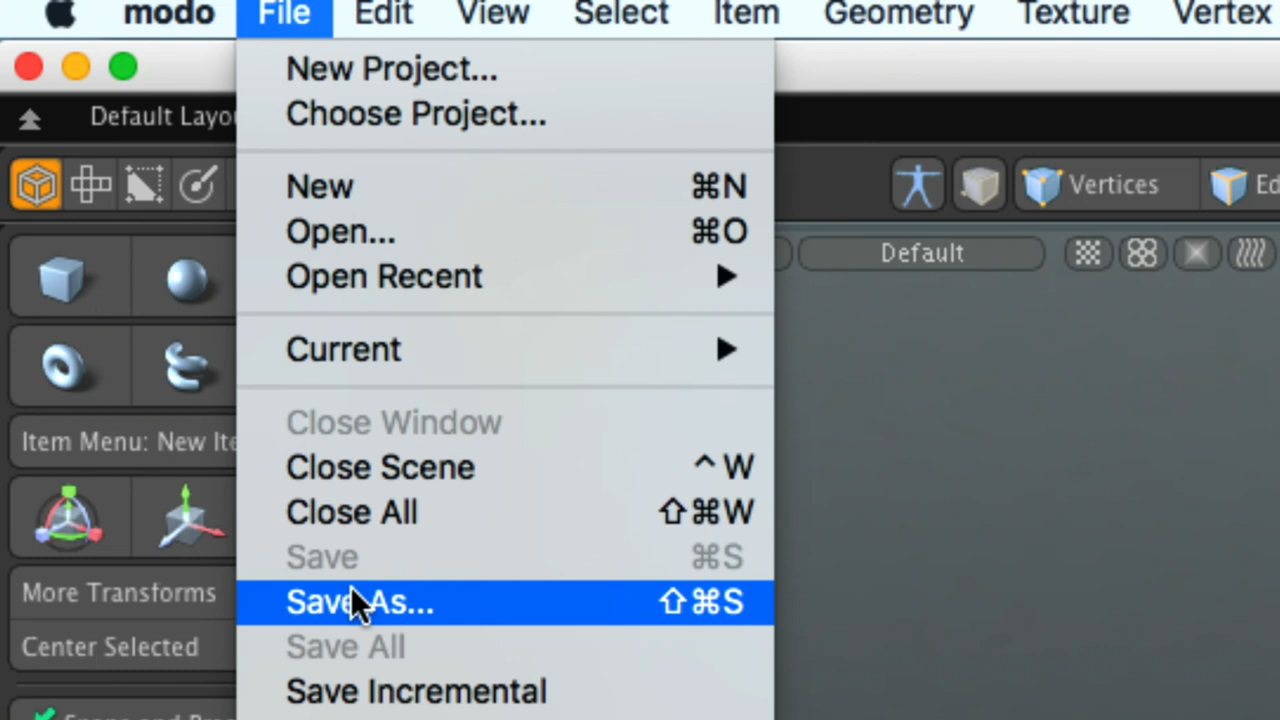 modo File Edit View Select Item Geometry Texture Vertex
Default
New Project...
Choose Project...
New ⌘N
Open... ⌘O
Open Recent ▶
Current ▶
Close Window
Close Scene ^W
Close All ⇧⌘W
Save ⌘S
Save As... ⇧⌘S
Save All
Save Incremental
Vertices
Default
Item Menu: New
More Transforms
Center Selected